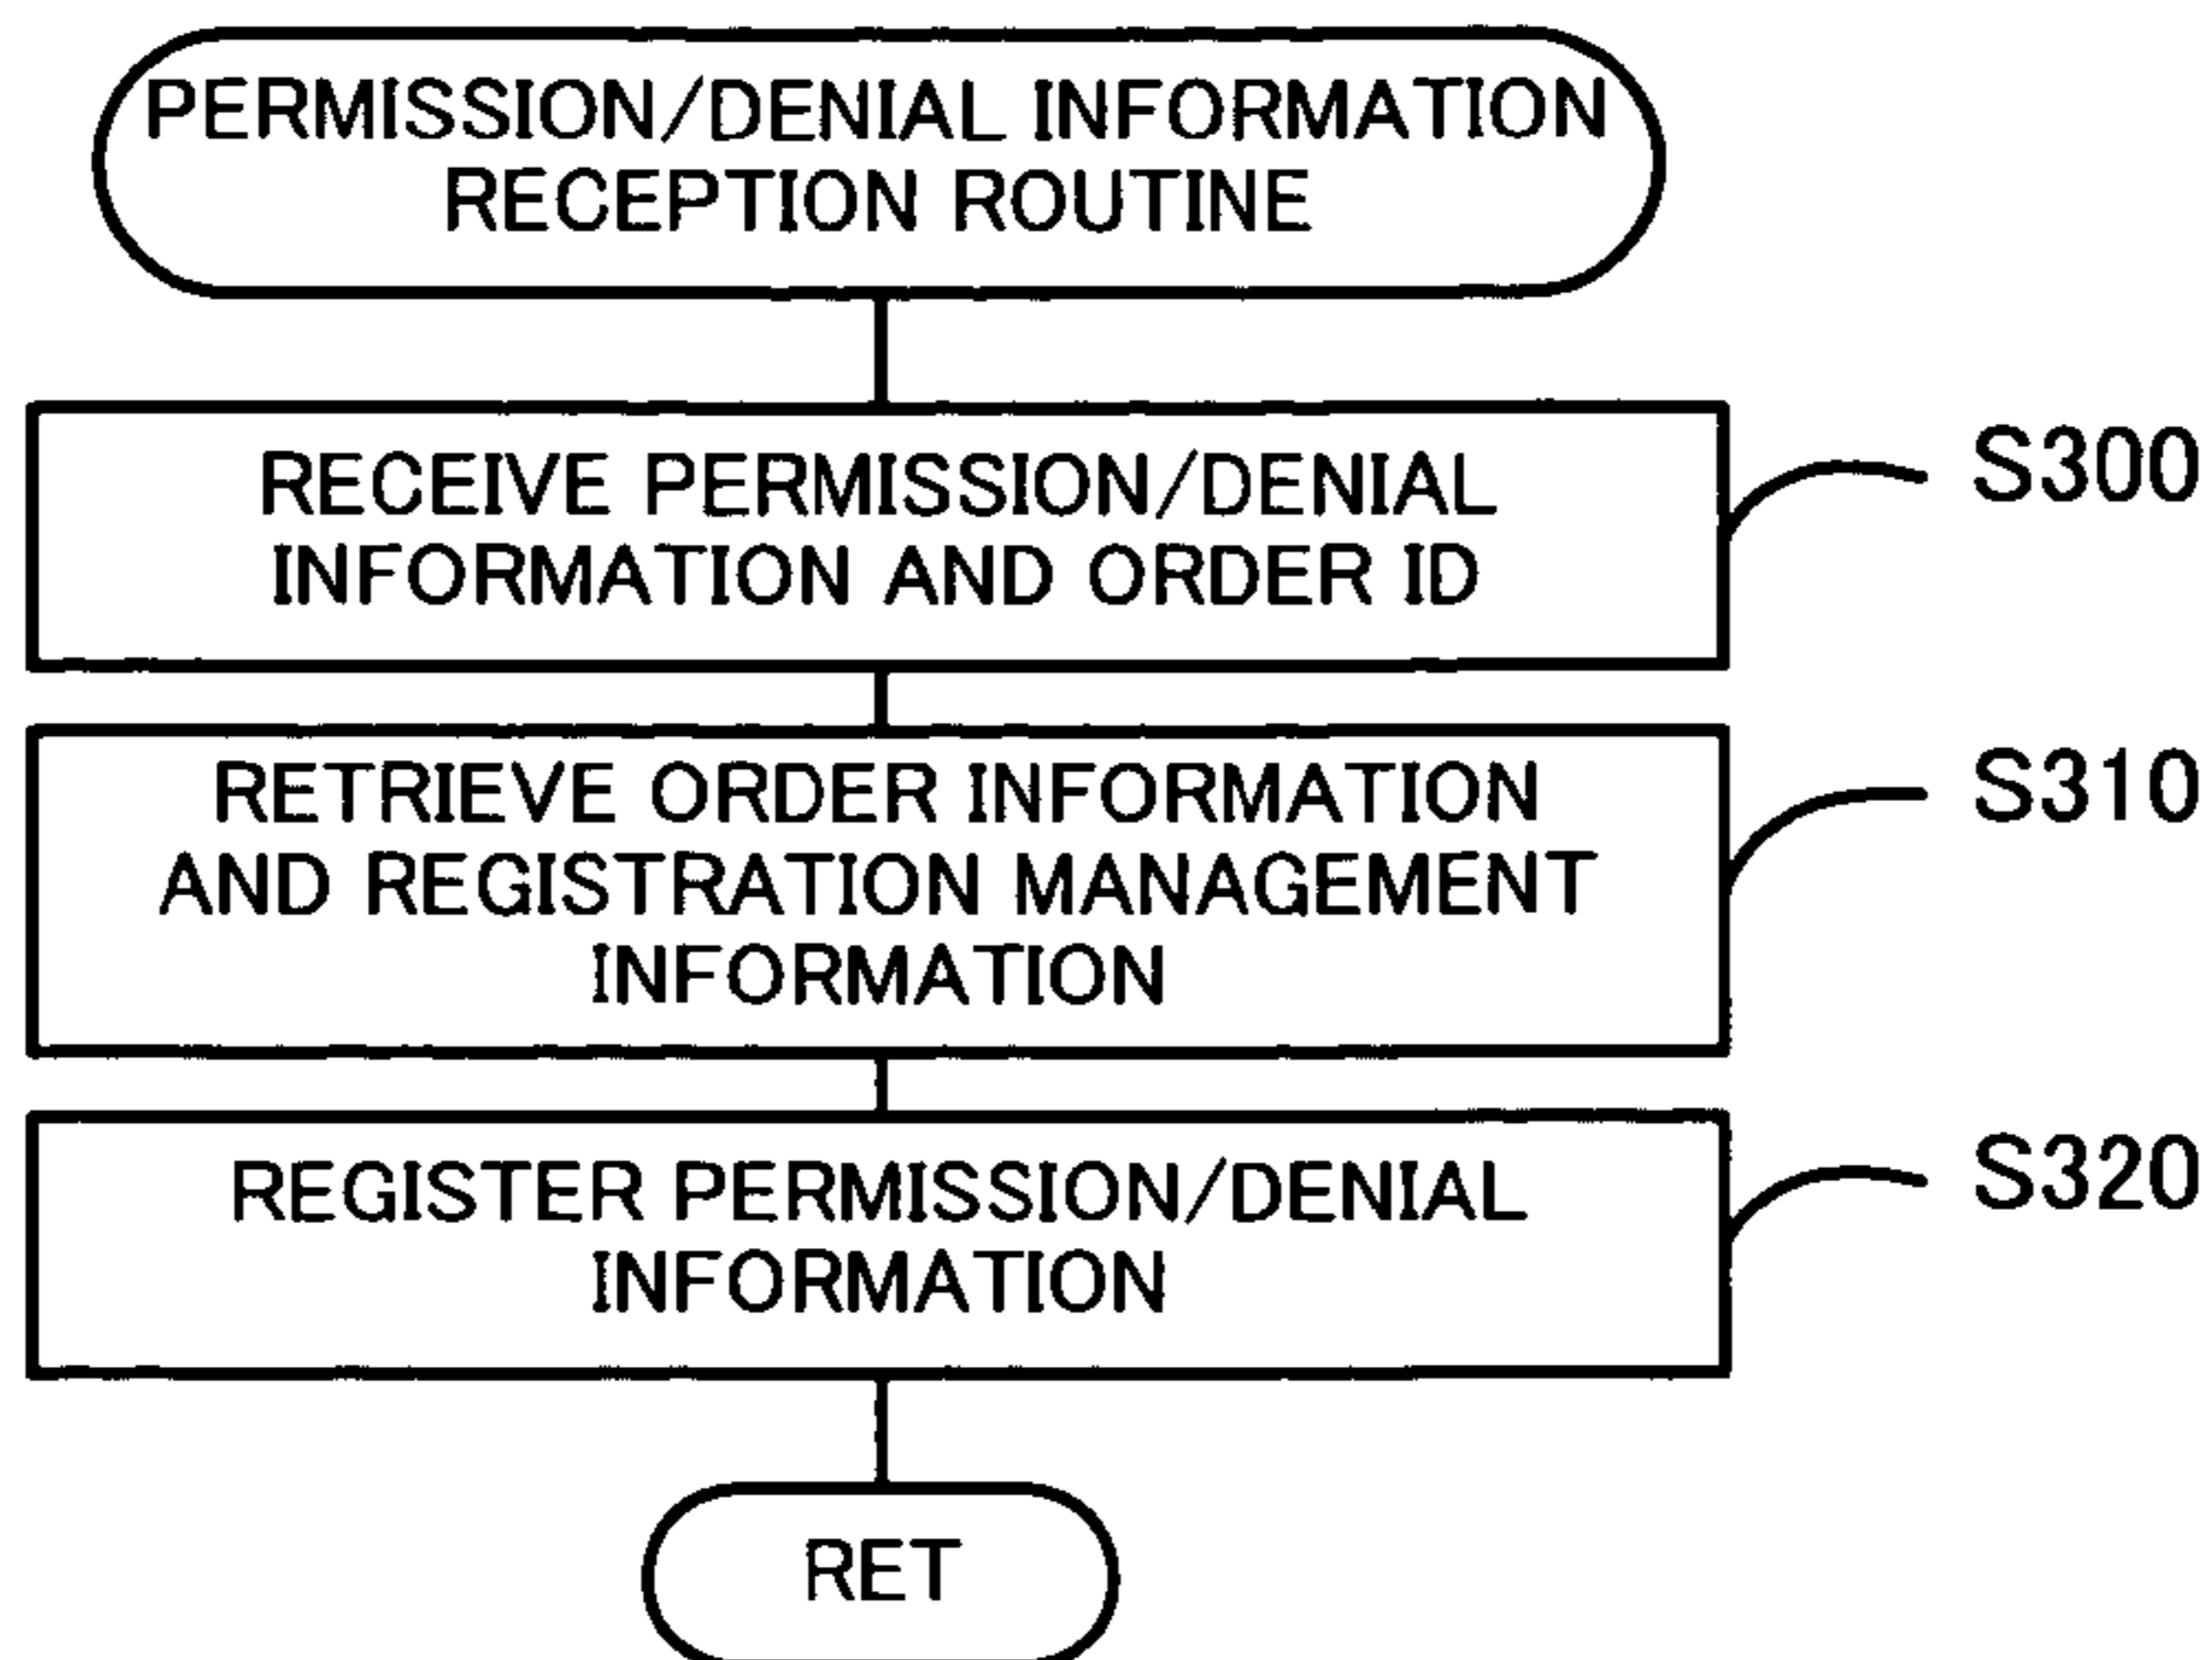 PERMISSION/DENIAL INFORMATION
RECEPTION ROUTINE
RECEIVE PERMISSION/DENIAL
INFORMATION AND ORDER ID
S300
RETRIEVE ORDER INFORMATION
AND REGISTRATION MANAGEMENT
INFORMATION
S310
REGISTER PERMISSION/DENIAL
INFORMATION
S320
RET